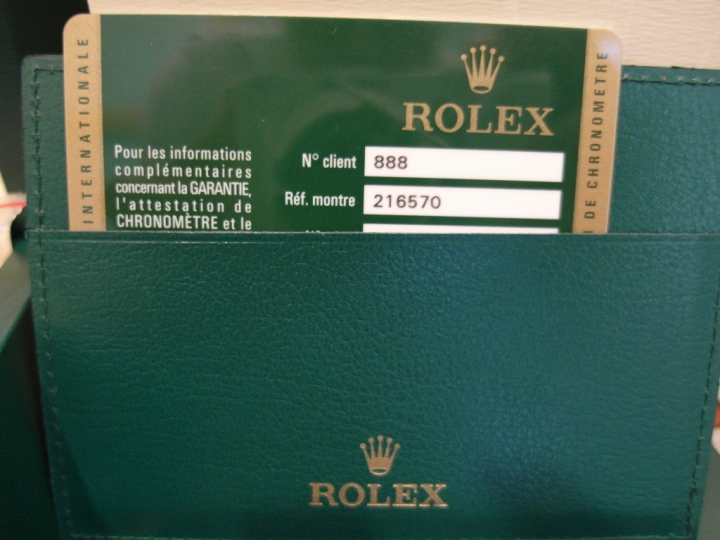 INTERNATIONALE
ROLEX
Pour les informations
complémentaires
concernant la GARANTIE,
l'attestation de
CHRONOMÈTRE et le
N° client 888
Réf. montre 216570
DE CHRONOMETRE
ROLEX